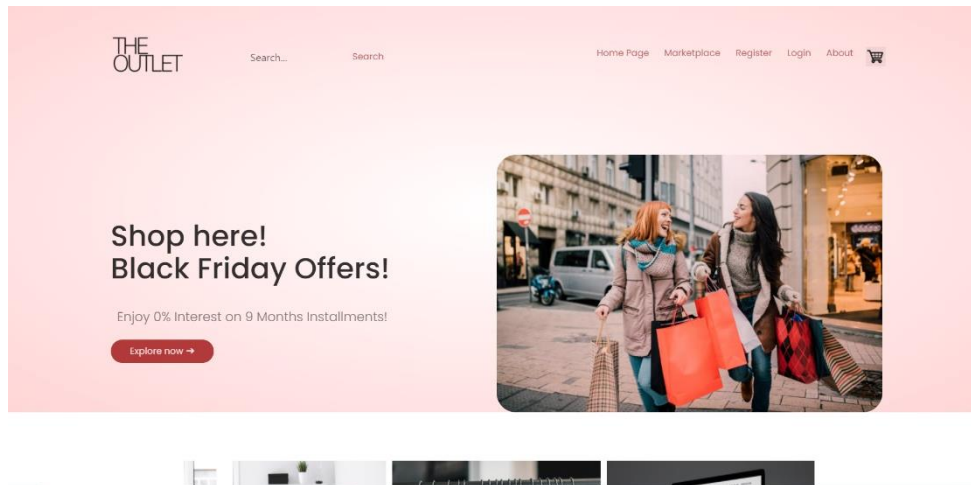 THE
OUTLET
Search...
Search
Home Page Marketplace Register Login About
Shop here!
Black Friday Offers!
Enjoy 0% Interest on 9 Months Installments!
Explore now →